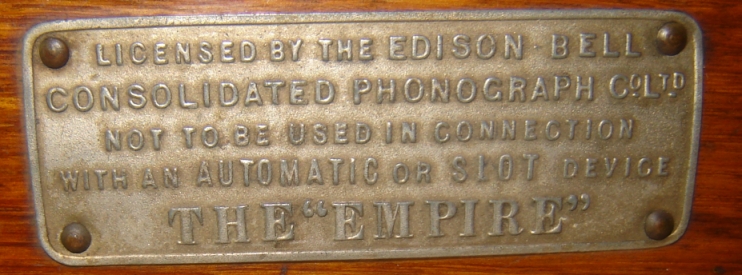 LICENSED BY THE EDISON BELL
CONSOLIDATED PHONOGRAPH CO LTD
NOT TO BE USED IN CONNECTION
WITH AN AUTOMATIC OR SLOT DEVICE
THE "EMPIRE"